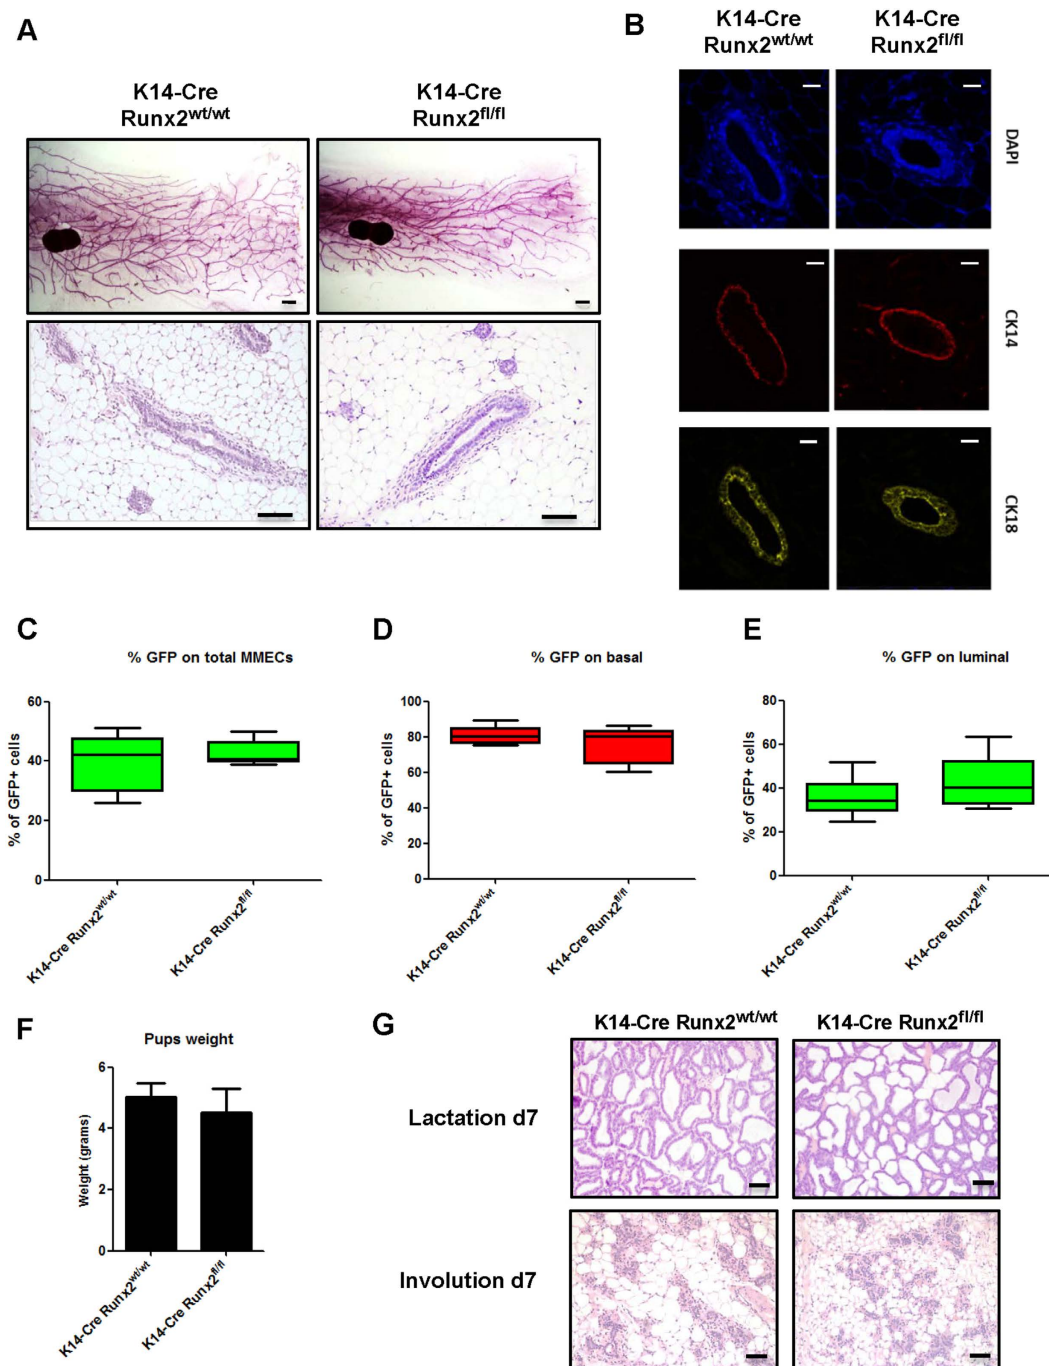 A
K14-Cre
Runx2wt/wt
K14-Cre
Runx2fl/fl
B
K14-Cre
Runx2wt/wt
K14-Cre
Runx2fl/fl
DAPI
CK14
CK18
C
% GFP on total MMECs
% of GFP+ cells
60
40
20
0
K14-Cre Runx2wt/wt
K14-Cre Runx2fl/fl
D
% GFP on basal
% of GFP+ cells
100
80
60
40
20
0
K14-Cre Runx2wt/wt
K14-Cre Runx2fl/fl
E
% GFP on luminal
% of GFP+ cells
80
60
40
20
0
K14-Cre Runx2wt/wt
K14-Cre Runx2fl/fl
F
Pups weight
Weight (grams)
6
4
2
0
K14-Cre Runx2wt/wt
K14-Cre Runx2fl/fl
G
K14-Cre Runx2wt/wt
K14-Cre Runx2fl/fl
Lactation d7
Involution d7